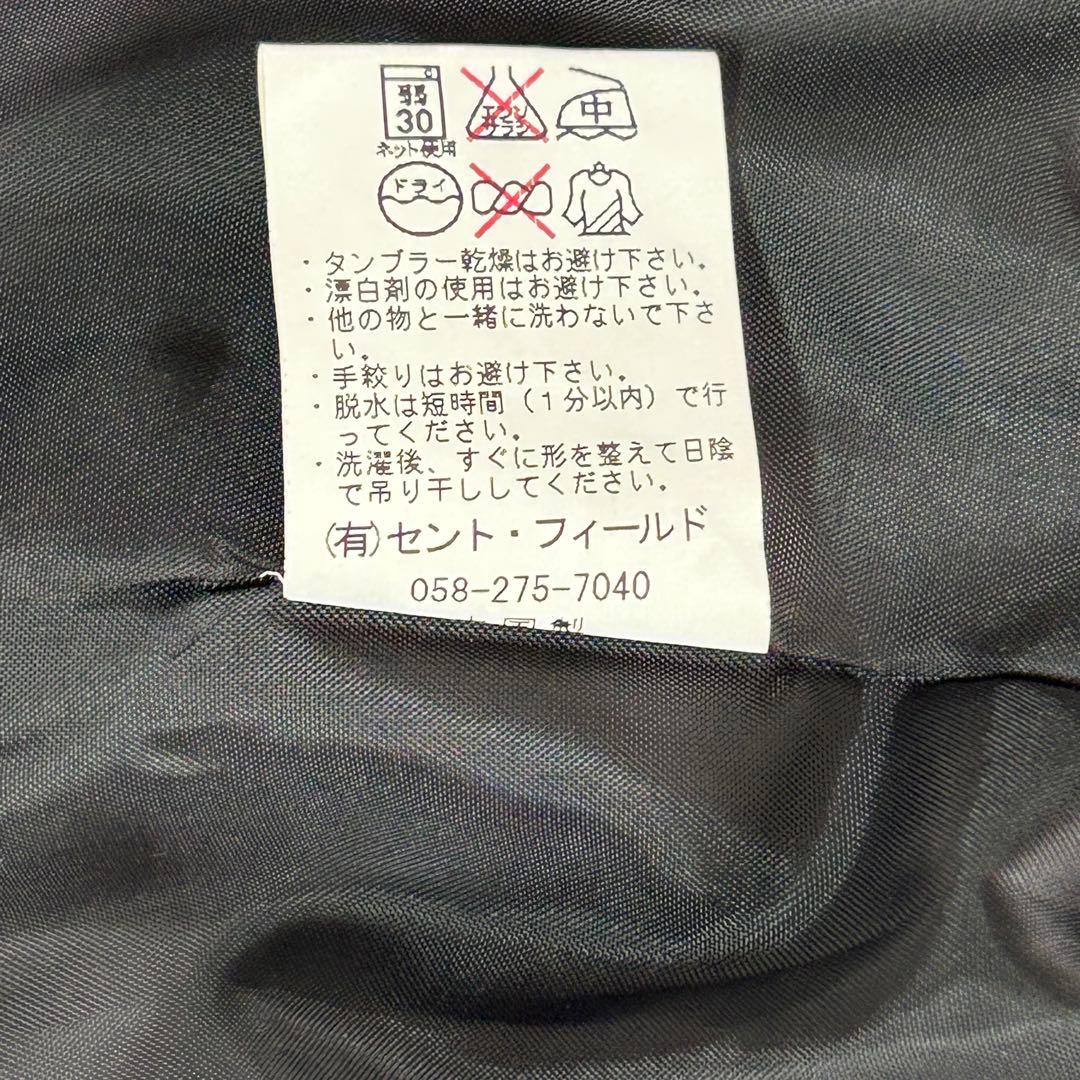 弱
30
ネット使用
エンソ
サラシ
中
ドライ
・タンブラー乾燥はお避け下さい。
・漂白剤の使用はお避け下さい。
・他の物と一緒に洗わないで下さ
い。
・手絞りはお避け下さい。
・脱水は短時間（1分以内）で行
ってください。
・洗濯後、すぐに形を整えて日陰
で吊り干ししてください。
(有)セント・フィールド
058-275-7040